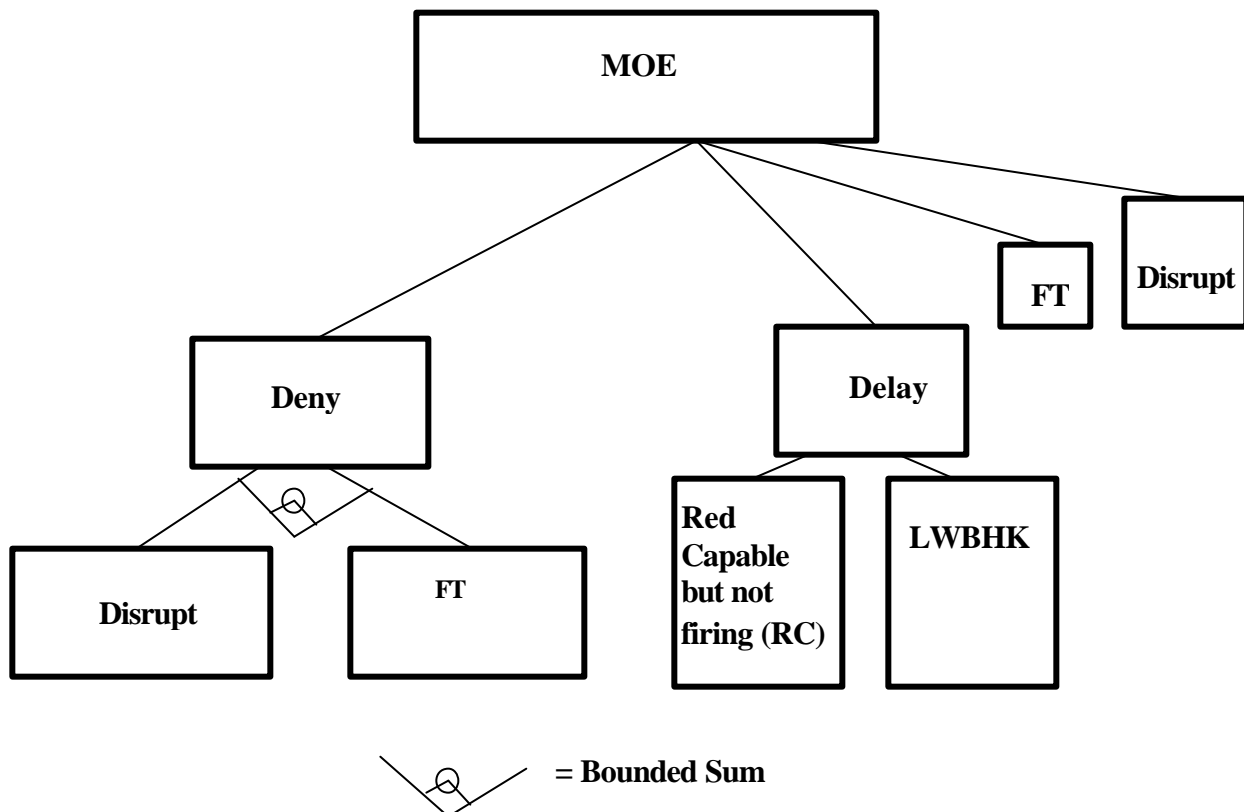 MOE
FT
Disrupt
Deny
Delay
Disrupt
FT
Red
Capable
but not
firing (RC)
LWBHK
= Bounded Sum